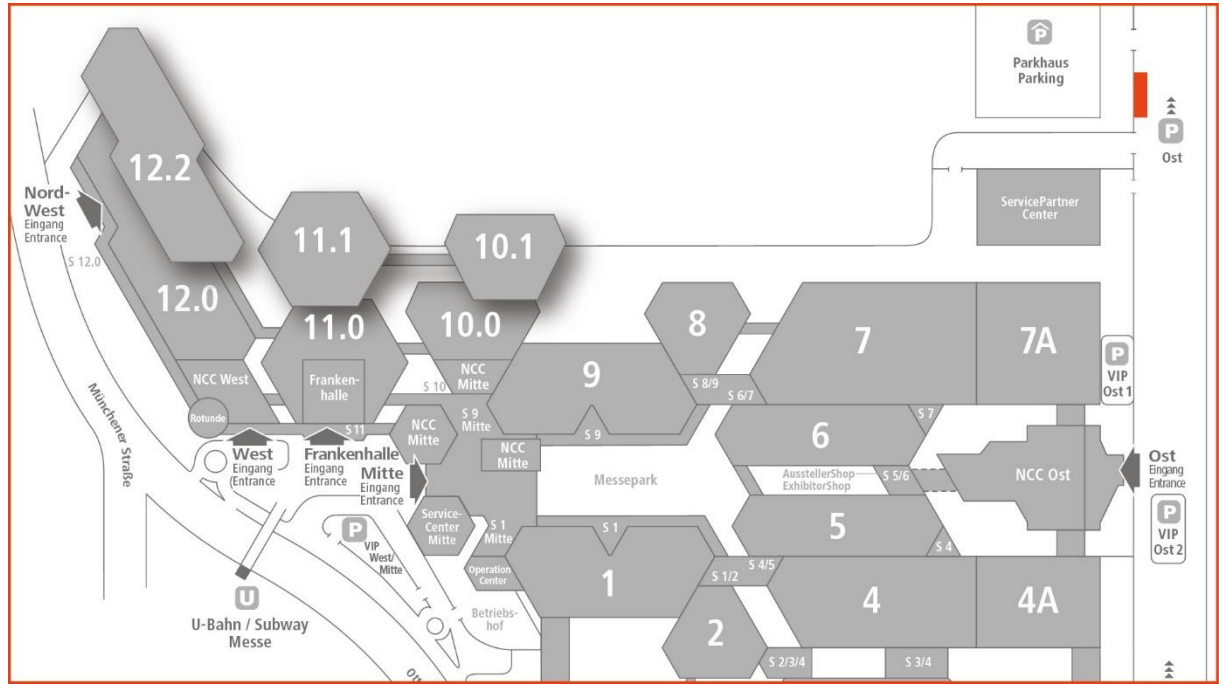 P
Parkhaus
Parking
P
Ost
12.2
Nord-
West
Eingang
Entrance
S 12.0
ServicePartner
Center
11.1
10.1
12.0
11.0
10.0
8
7
7A
NCC West
Franken-
halle
S 10
NCC
Mitte
9
S 8/9
S 6/7
P
VIP
Ost 1
Münchener Straße
Rotunde
S 11
NCC
Mitte
S 9
Mitte
S 9
NCC
Mitte
6
S 7
West
Eingang
(Entrance
Frankenhalle
Eingang
Entrance
Mitte
Eingang
Entrance
Messepark
AusstellerShop
ExhibitorShop
S 5/6
NCC Ost
Ost
Eingang
Entrance
P
VIP
Ost 2
Service-
Center
Mitte
S 1
Mitte
S 1
5
S 4
P
VIP
West/
Mitte
Operation
Center
1
S 4/5
S 1/2
4
4A
U
U-Bahn / Subway
Messe
Betriebs-
hof
2
S 2/3/4
S 3/4